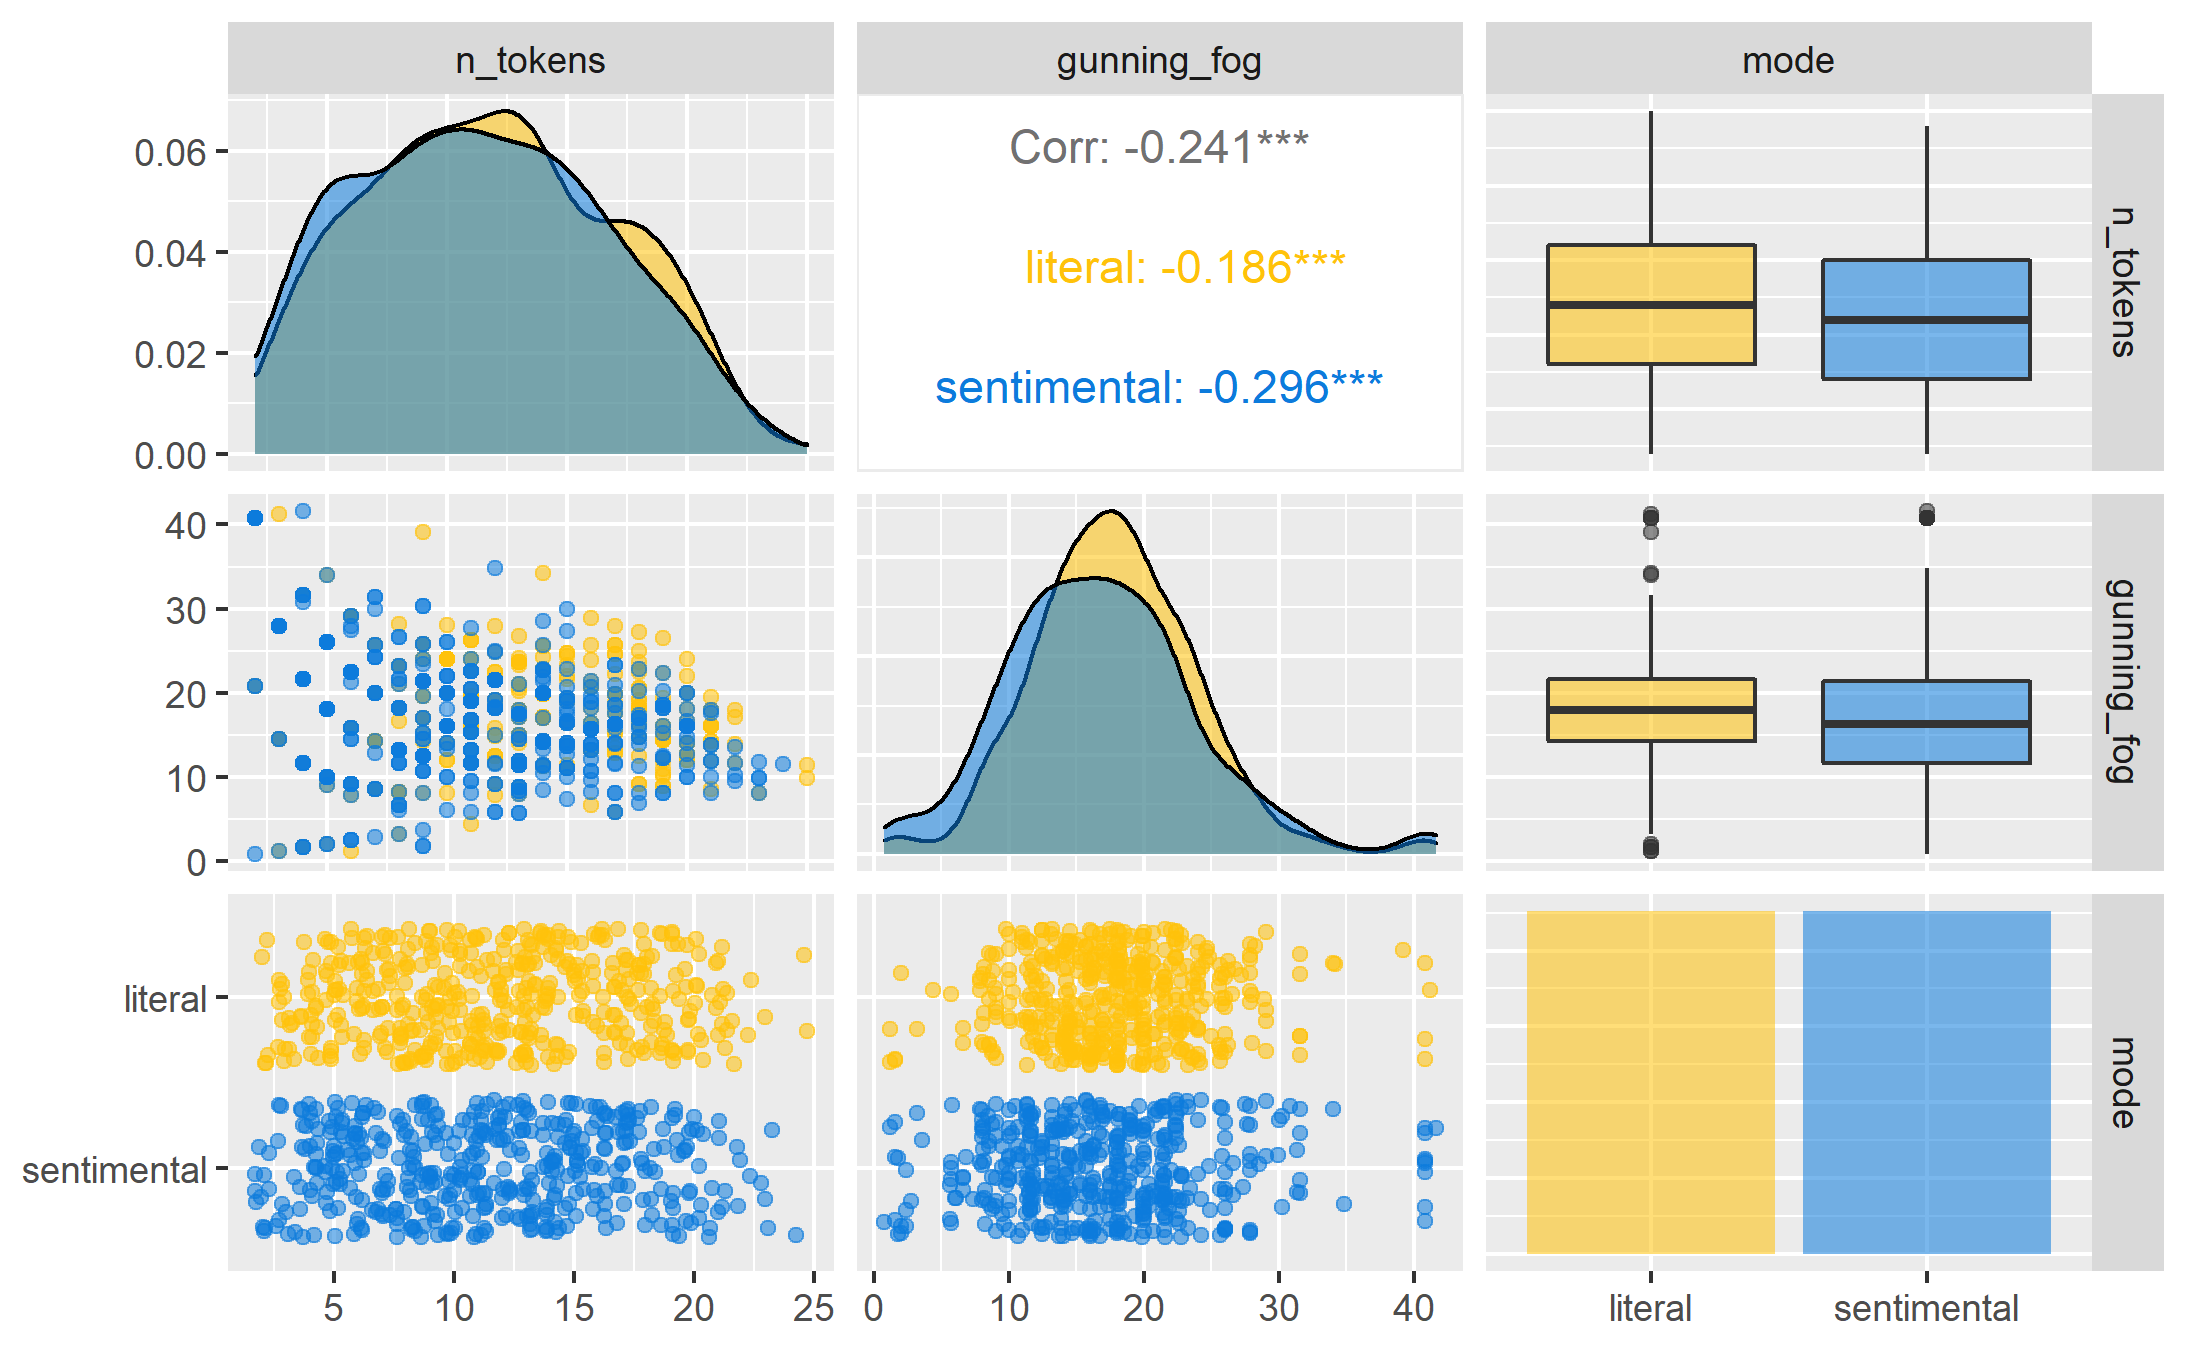 n_tokens gunning_fog mode
0.06
0.04
0.02
0.00
Corr: -0.241***
literal: -0.186***
sentimental: -0.296***
n_tokens
40
30
20
10
0
gunning_fog
literal
sentimental
mode
5 10 15 20 25 0 10 20 30 40 literal sentimental